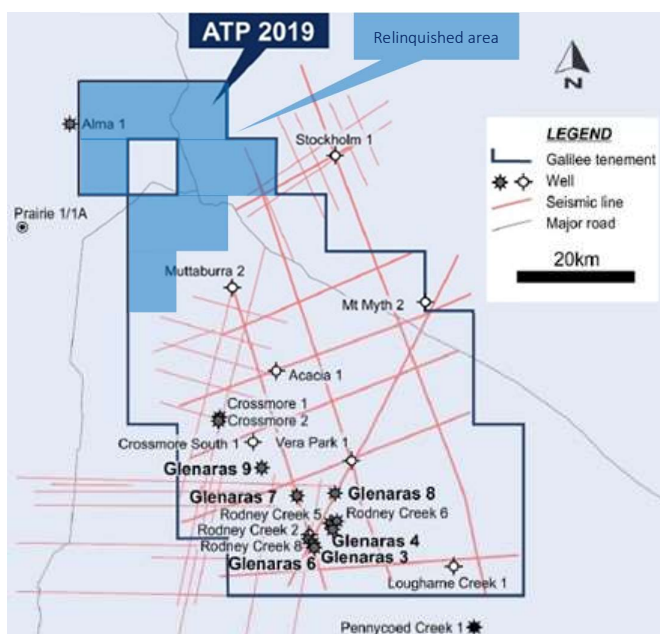 ATP 2019
Relinquished area
Alma 1
Stockholm 1
N
LEGEND
Galilee tenement
Well
Seismic line
Major road
20km
Prairie 1/1A
Muttaburra 2
Mt Myth 2
Acacia 1
Crossmore 1
Crossmore 2
Crossmore South 1
Vera Park 1
Glenaras 9
Glenaras 7
Glenaras 8
Rodney Creek 5
Rodney Creek 6
Rodney Creek 2
Glenaras 4
Rodney Creek 8
Glenaras 3
Glenaras 6
Lougharne Creek 1
Pennycoed Creek 1